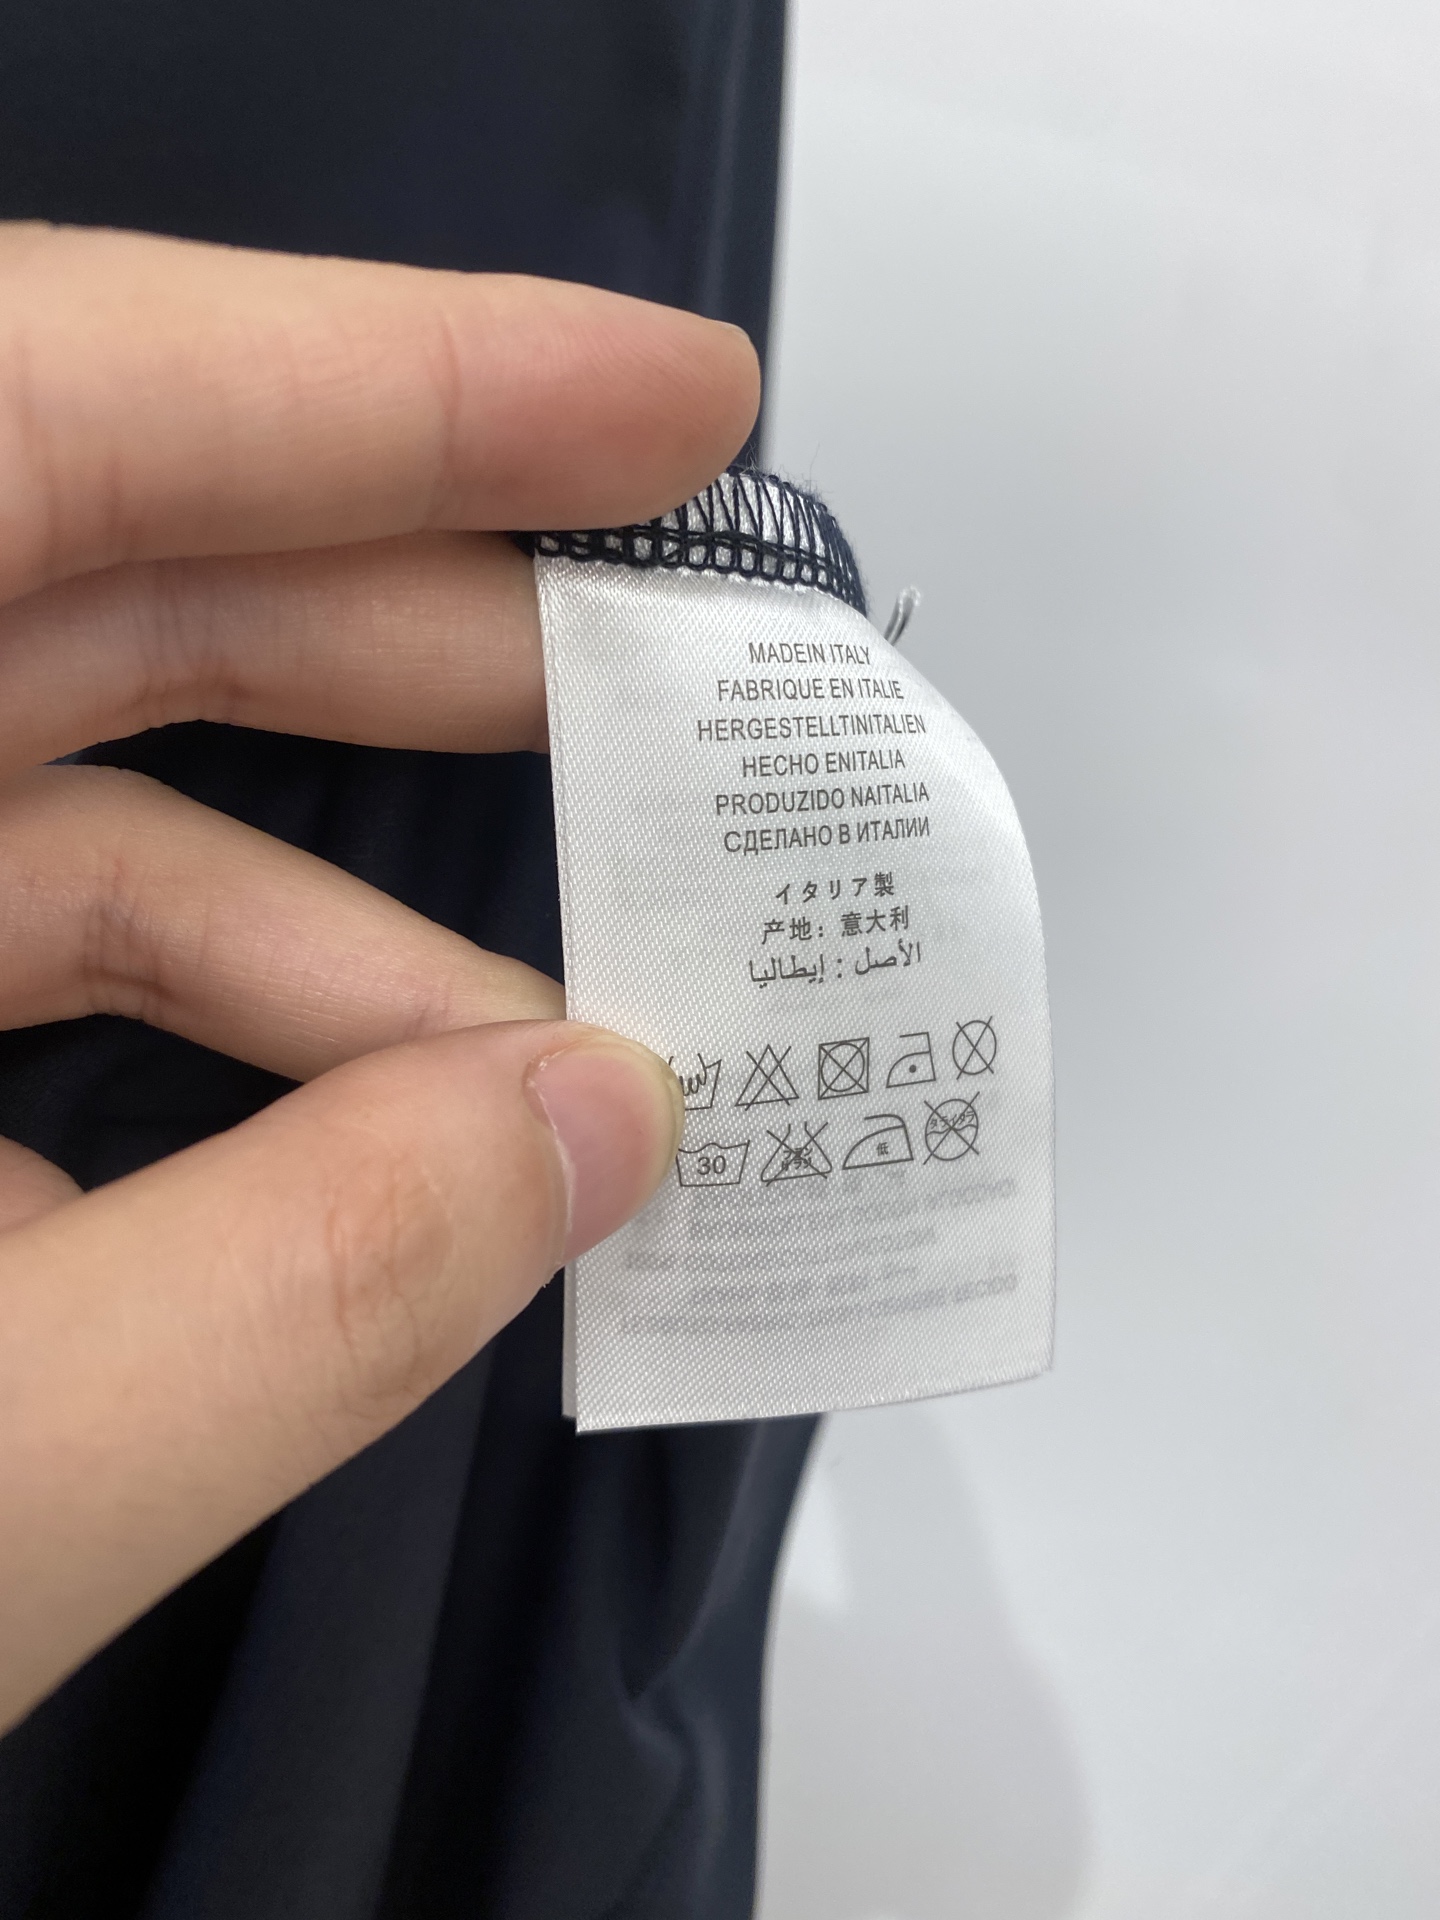 MADEIN ITALY
FABRIQUE EN ITALIE
HERGESTELLTINITALIEN
HECHO ENITALIA
PRODUZIDO NAITALIA
СДЕЛАНО В ИТАЛИИ
イタリア製
产地：意大利
الأصل : إيطاليا
30
低